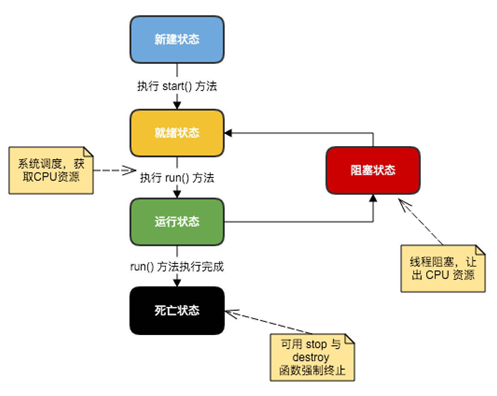 新建状态
执行 start() 方法
就绪状态
系统调度，获
取CPU资源
执行 run() 方法
阻塞状态
运行状态
线程阻塞，让
出 CPU 资源
run() 方法执行完成
死亡状态
可用 stop 与
destroy
函数强制终止